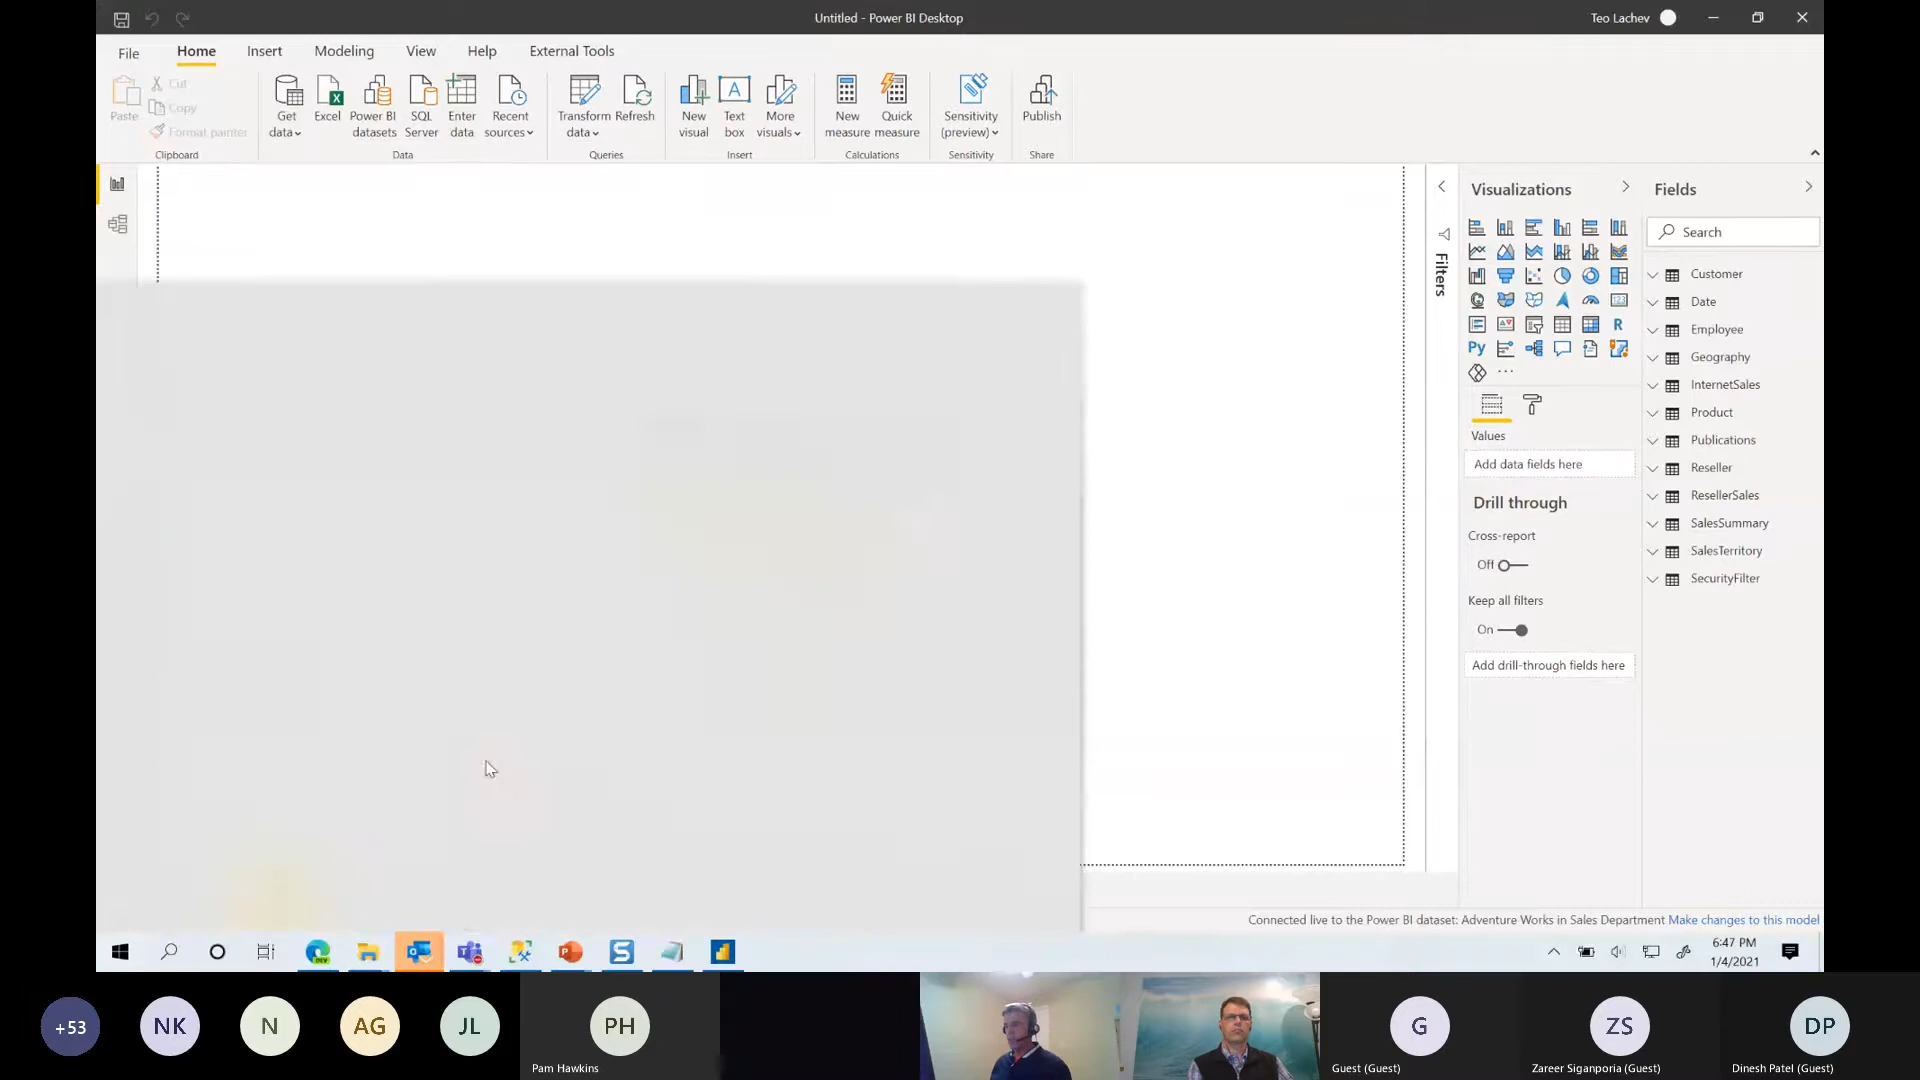 Untitled - Power BI Desktop
Teo Lachev
File
Home
Insert
Modeling
View
Help
External Tools
Paste
Cut
Copy
Format painter
Clipboard
Get data
Excel
Power BI datasets
SQL Server
Enter data
Recent sources
Data
Transform data
Refresh
Queries
New visual
A
Text box
More visuals
Insert
New measure
Quick measure
Calculations
Sensitivity (preview)
Sensitivity
Publish
Share
Filters
Visualizations
R
Py
Values
Add data fields here
Drill through
Cross-report
Off
Keep all filters
On
Add drill-through fields here
Fields
Search
Customer
Date
Employee
Geography
InternetSales
Product
Publications
Reseller
ResellerSales
SalesSummary
SalesTerritory
SecurityFilter
Connected live to the Power BI dataset: Adventure Works in Sales Department Make changes to this model
6:47 PM
1/4/2021
+53
NK
N
AG
JL
PH
Pam Hawkins
G
Guest (Guest)
ZS
Zareer Siganporia (Guest)
DP
Dinesh Patel (Guest)